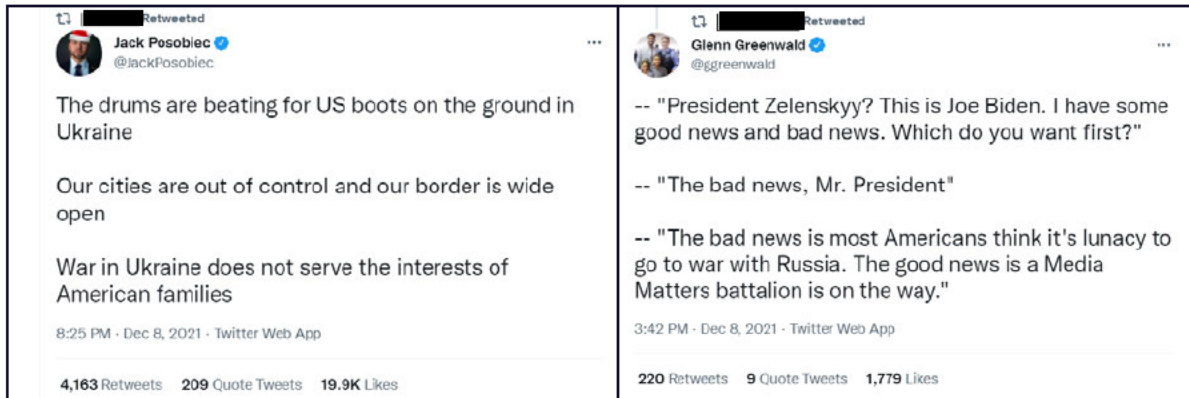 Retweeted
Jack Posobiec
@JackPosobiec
The drums are beating for US boots on the ground in
Ukraine
Our cities are out of control and our border is wide
open
War in Ukraine does not serve the interests of
American families
8:25 PM · Dec 8, 2021 · Twitter Web App
4,163 Retweets 209 Quote Tweets 19.9K Likes
Retweeted
Glenn Greenwald
@ggreenwald
-- "President Zelenskyy? This is Joe Biden. I have some
good news and bad news. Which do you want first?"
-- "The bad news, Mr. President"
-- "The bad news is most Americans think it's lunacy to
go to war with Russia. The good news is a Media
Matters battalion is on the way."
3:42 PM · Dec 8, 2021 · Twitter Web App
220 Retweets 9 Quote Tweets 1,779 Likes